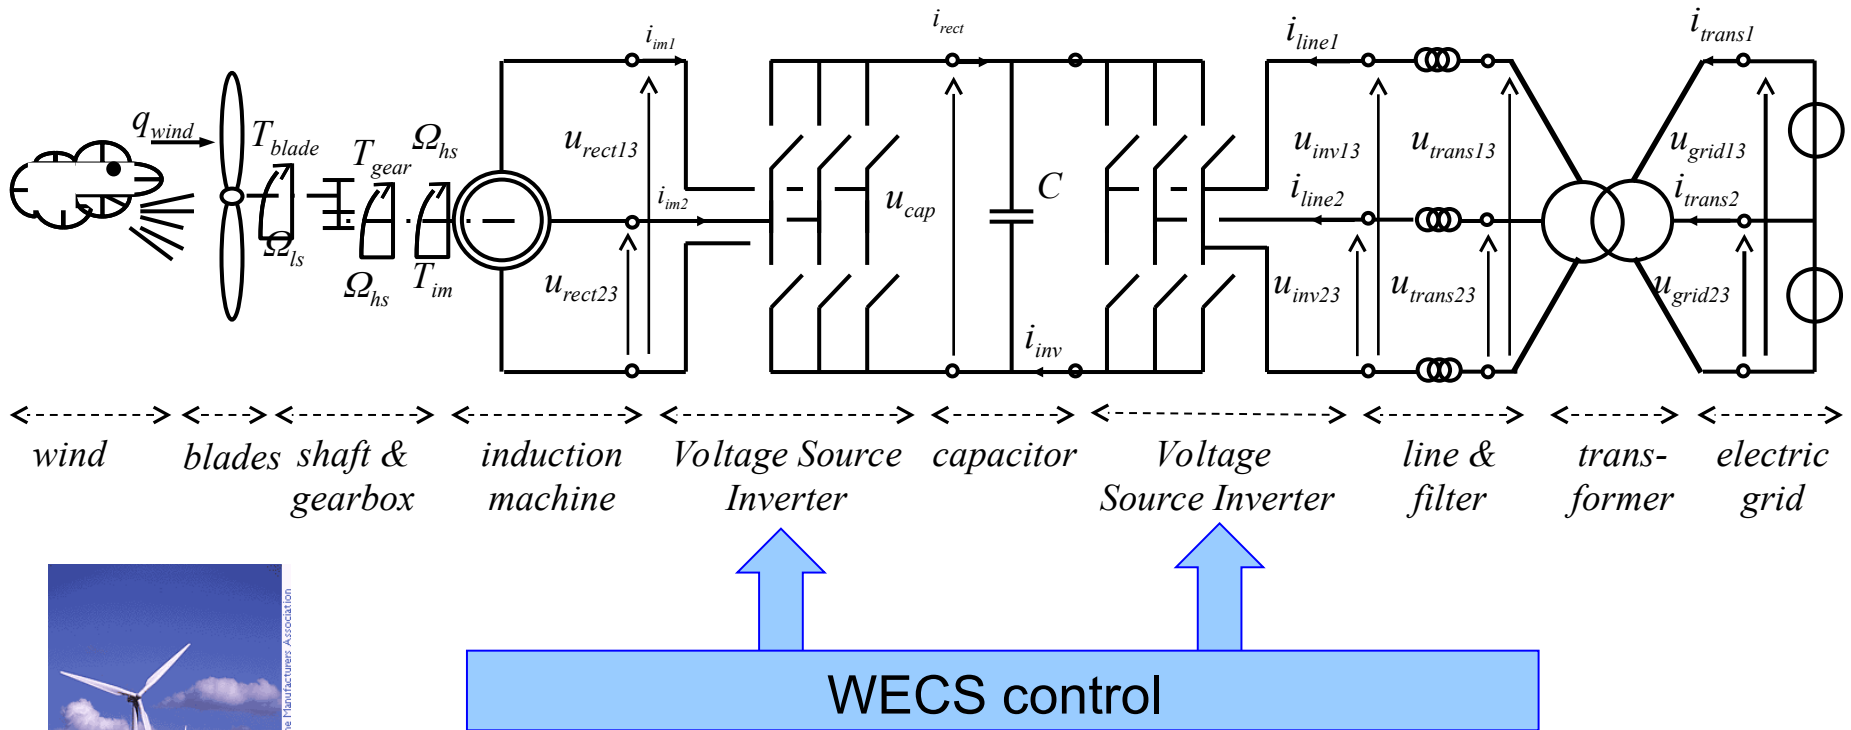 q_wind
T_blade
Ω_ls
T_gear
Ω_hs
Ω_hs
T_im
i_im1
u_rect13
i_im2
u_rect23
i_rect
u_cap
C
i_inv
i_line1
u_inv13
u_trans13
i_line2
u_inv23
u_trans23
i_trans1
u_grid13
i_trans2
u_grid23
wind
blades
shaft &
gearbox
induction
machine
Voltage Source
Inverter
capacitor
Voltage
Source Inverter
line &
filter
trans-
former
electric
grid
WECS control
Manufacturers Association